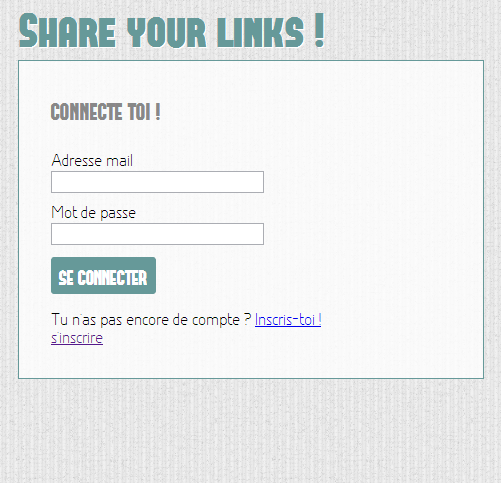 Share your links !
Connecte toi !
Adresse mail
Mot de passe
Se connecter
Tu n'as pas encore de compte ? Inscris-toi !
s'inscrire